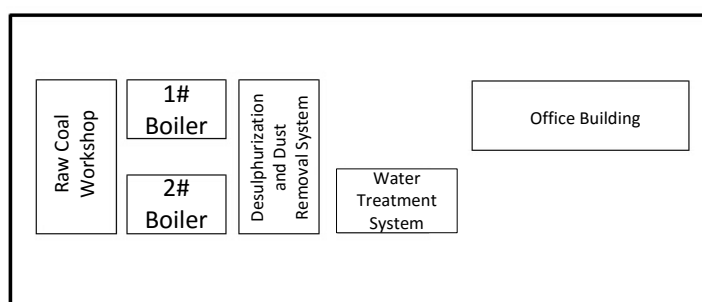 Raw Coal
Workshop
1#
Boiler
2#
Boiler
Desulphurization
and Dust
Removal System
Water
Treatment
System
Office Building